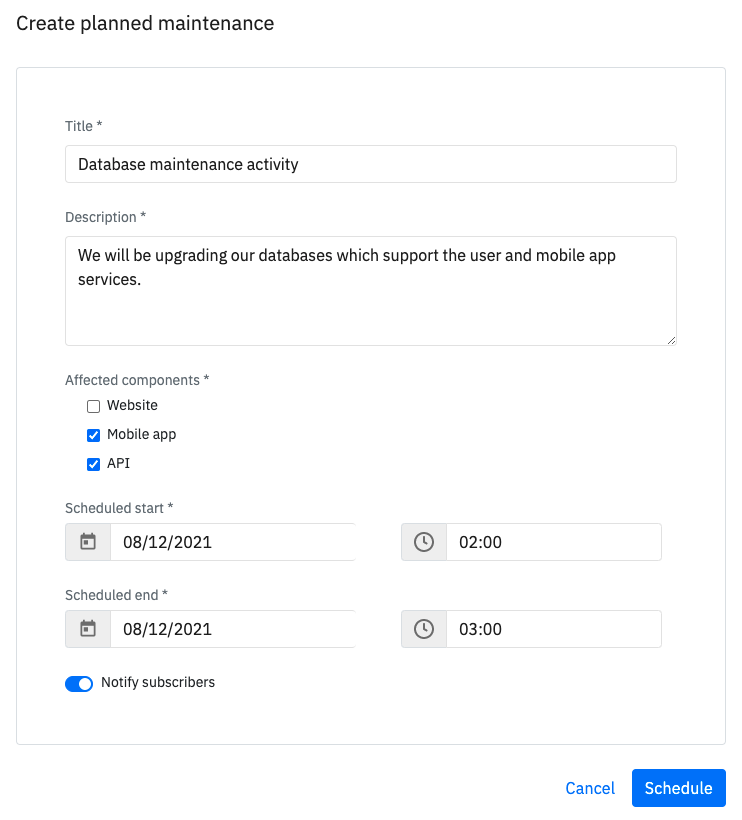 Create planned maintenance
Title *
Database maintenance activity
Description *
We will be upgrading our databases which support the user and mobile app
services.
Affected components *
Website
Mobile app
API
Scheduled start *
08/12/2021
02:00
Scheduled end *
08/12/2021
03:00
Notify subscribers
Cancel
Schedule